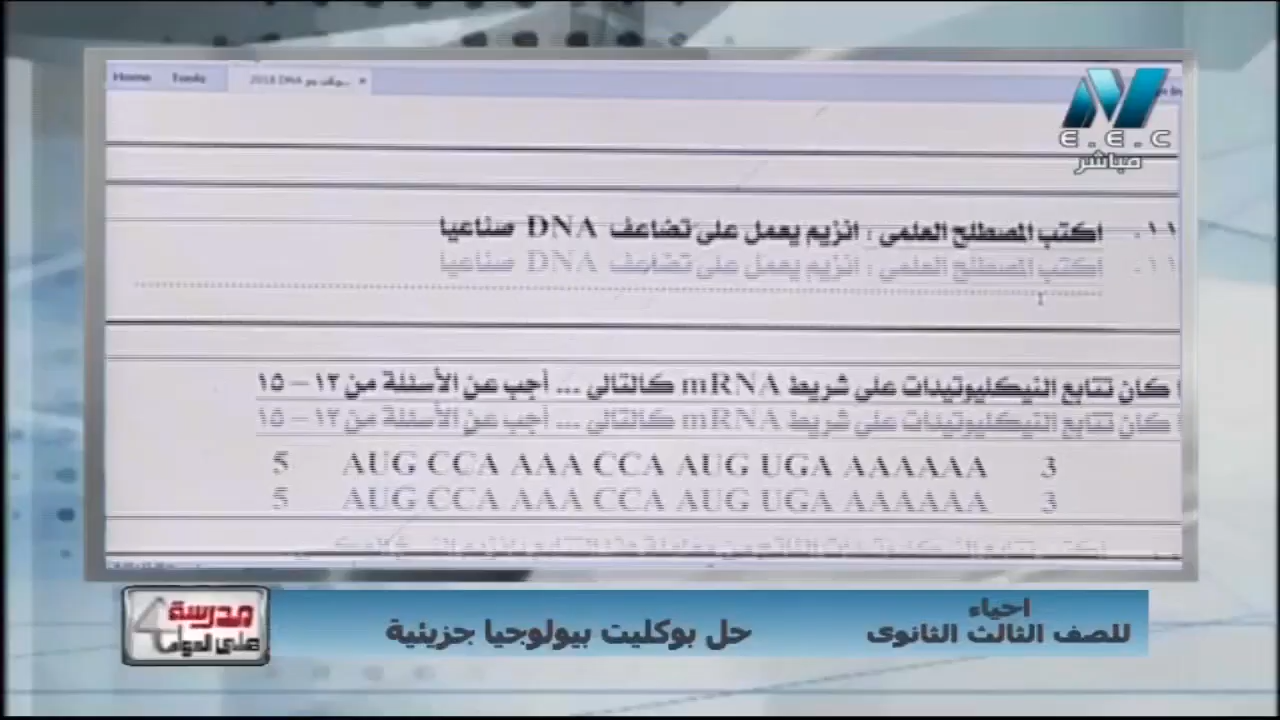 Home Tools 2018 DNA
E.E.C
مباشر
١١- اكتب المصطلح العلمى : انزيم يعمل على تضاعف DNA صناعيا
١١- اكتب المصطلح العلمى : انزيم يعمل على تضاعف DNA صناعيا
كان تتابع النيكليوتيدات على شريط mRNA كالتالى ... أجب عن الأسئلة من ١٢ – ١٥
كان تتابع النيكليوتيدات على شريط mRNA كالتالى ... أجب عن الأسئلة من ١٢ – ١٥
5 AUG CCA AAA CCA AUG UGA AAAAAA 3
5 AUG CCA AAA CCA AUG UGA AAAAAA 3
احياء
للصف الثالث الثانوى
حل بوكليت بيولوجيا جزيئية
مدرسة
على الهواء